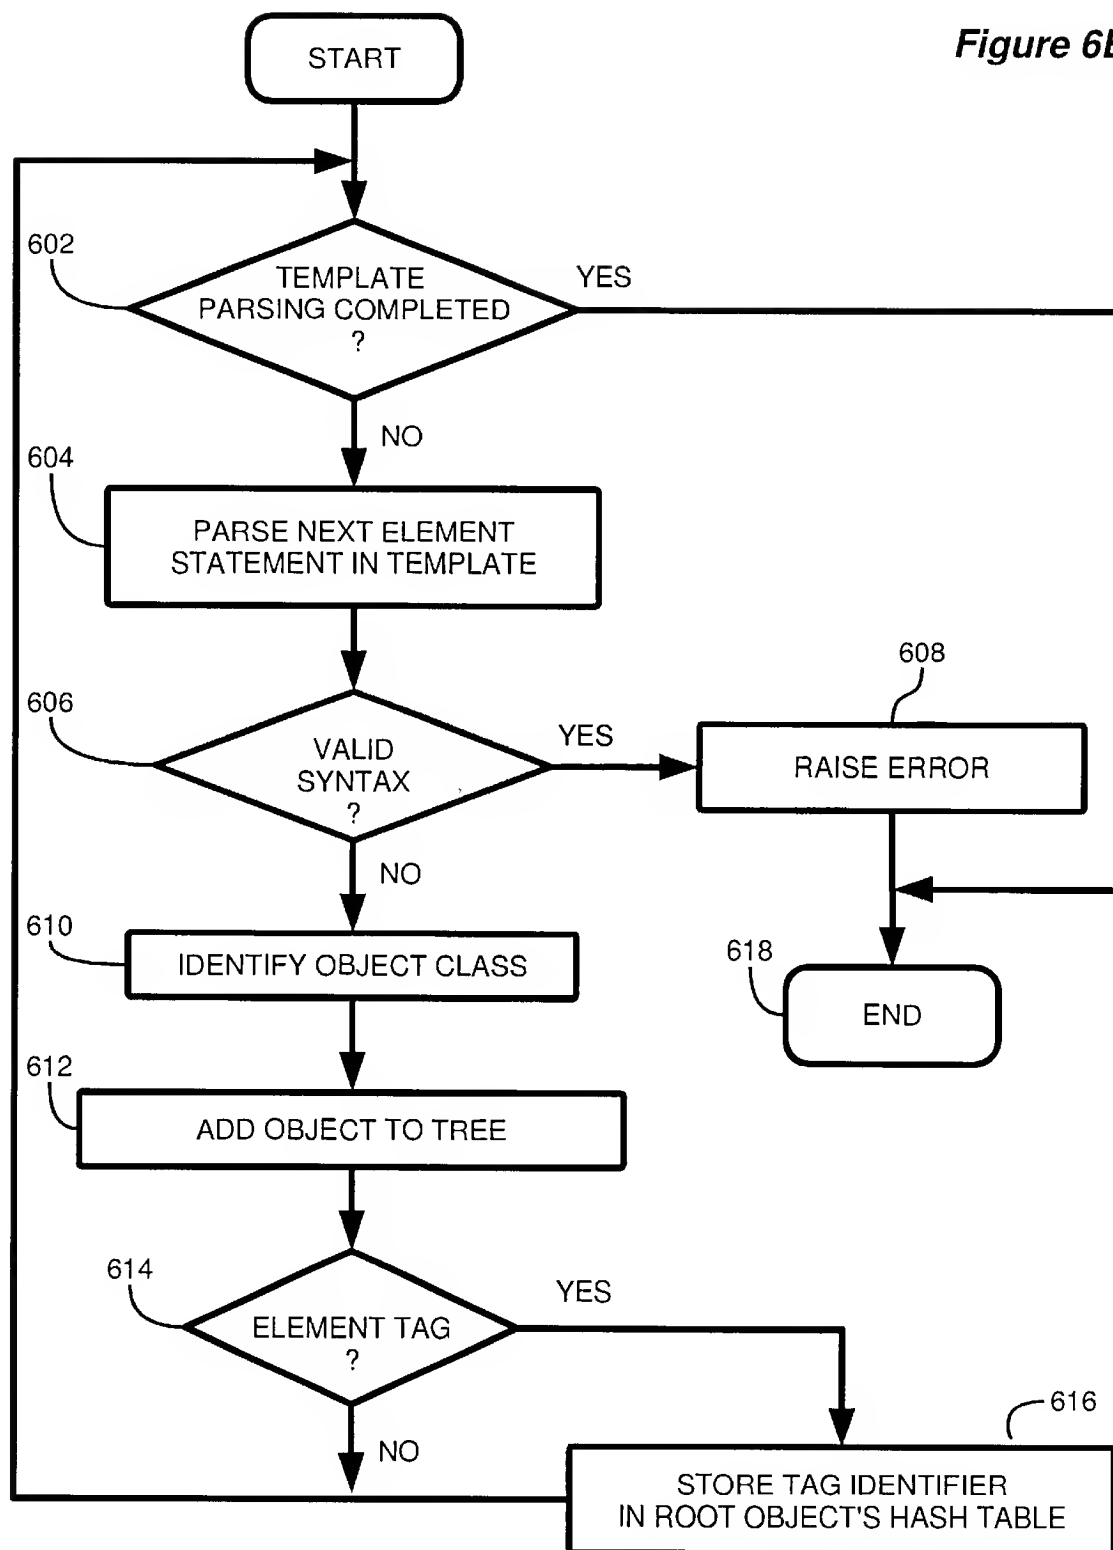 START
Figure 6B
602
TEMPLATE
PARSING COMPLETED
?
YES
NO
604
PARSE NEXT ELEMENT
STATEMENT IN TEMPLATE
606
VALID
SYNTAX
?
YES
608
RAISE ERROR
NO
610
IDENTIFY OBJECT CLASS
618
END
612
ADD OBJECT TO TREE
614
ELEMENT TAG
?
YES
NO
616
STORE TAG IDENTIFIER
IN ROOT OBJECT'S HASH TABLE